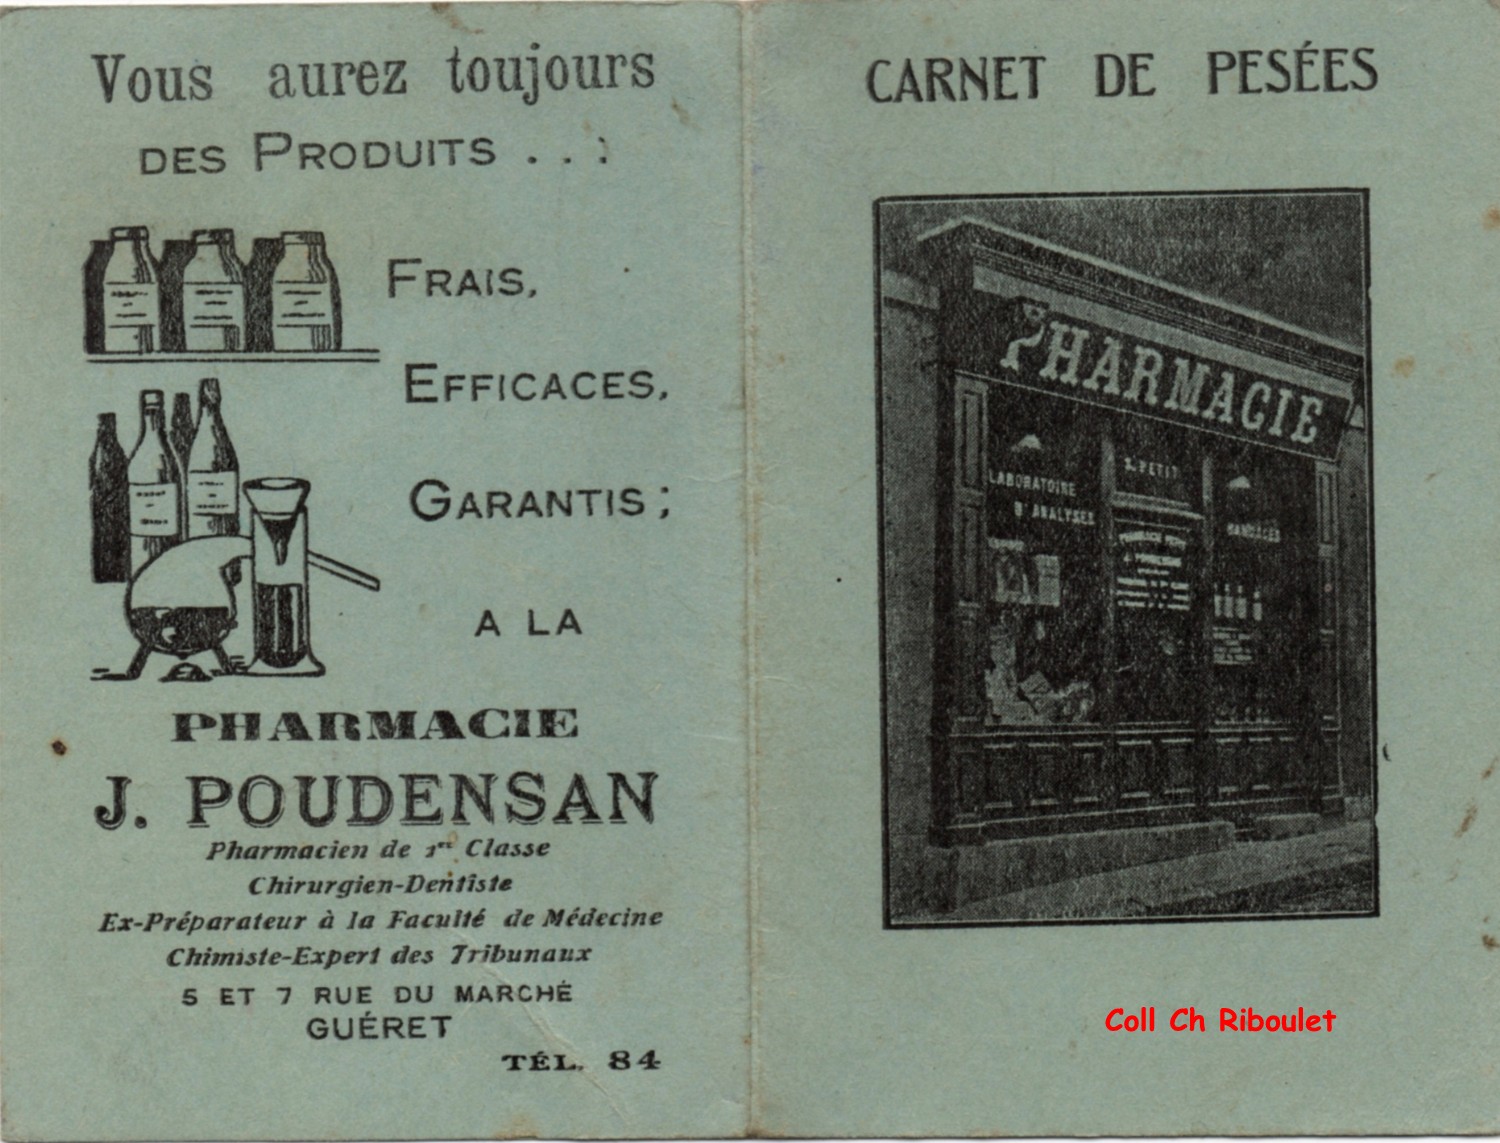 Vous aurez toujours
DES PRODUITS . . :
FRAIS,
EFFICACES,
GARANTIS ;
A LA
PHARMACIE
J. POUDENSAN
Pharmacien de 1re Classe
Chirurgien-Dentiste
Ex-Préparateur à la Faculté de Médecine
Chimiste-Expert des Tribunaux
5 ET 7 RUE DU MARCHÉ
GUÉRET
TÉL. 84
CARNET DE PESÉES
PHARMACIE
PETIT
LABORATOIRE
D'ANALYSES
BANDAGES
Coll Ch Riboulet